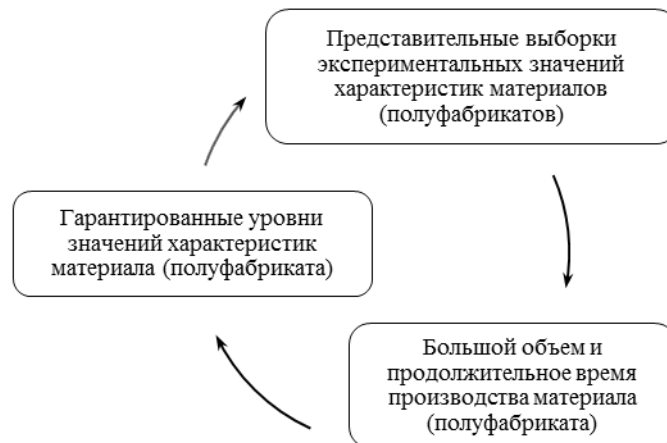 Представительные выборки
экспериментальных значений
характеристик материалов
(полуфабрикатов)
Гарантированные уровни
значений характеристик
материала (полуфабриката)
Большой объем и
продолжительное время
производства материала
(полуфабриката)